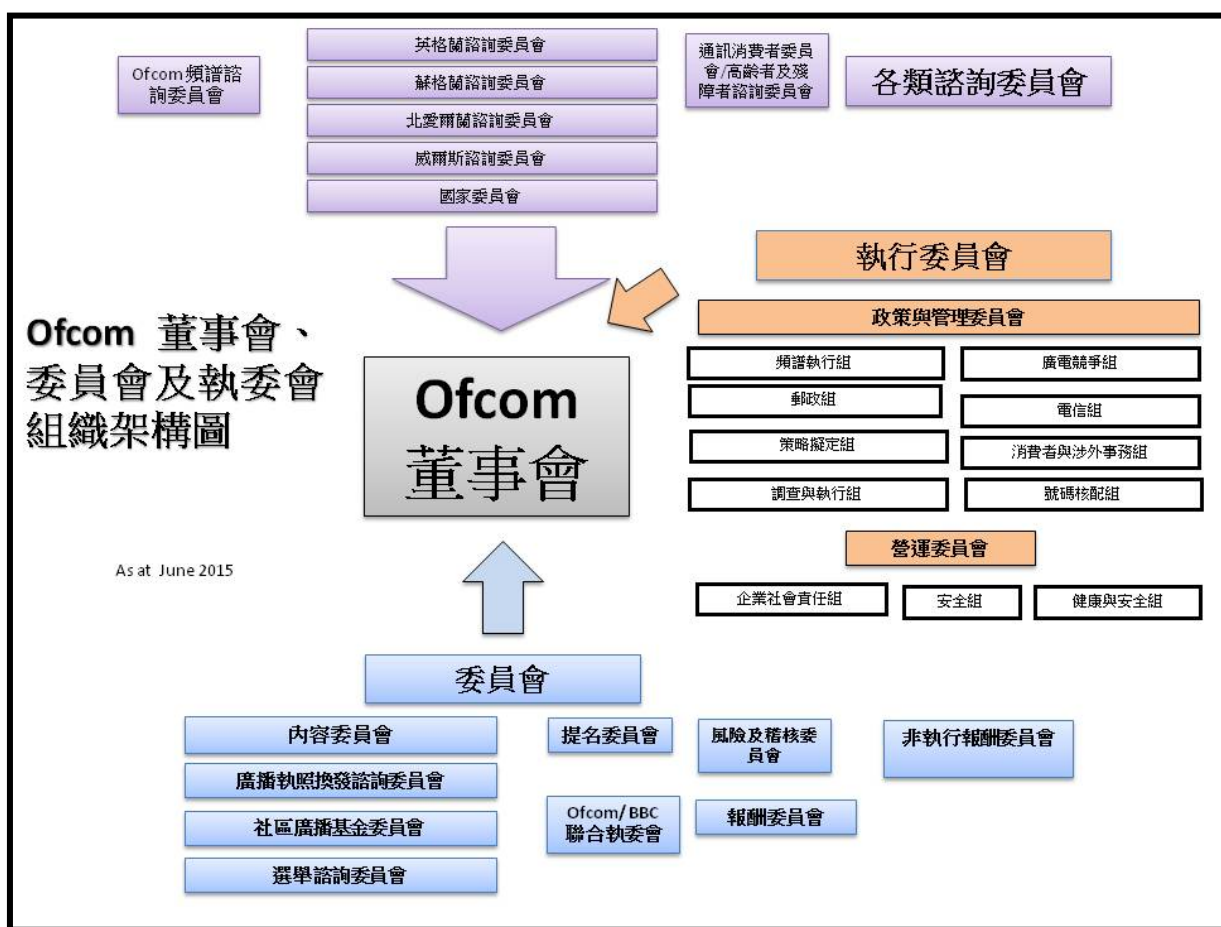 英格蘭諮詢委員會
Ofcom 頻譜諮
詢委員會
蘇格蘭諮詢委員會
北愛爾蘭諮詢委員會
威爾斯諮詢委員會
國家委員會
通訊消費者委員
會/高齡者及殘
障者諮詢委員會
各類諮詢委員會
執行委員會
政策與管理委員會
頻譜執行組
廣電競爭組
郵政組
電信組
策略擬定組
消費者與涉外事務組
調查與執行組
號碼核配組
營運委員會
企業社會責任組
安全組
健康與安全組
Ofcom 董事會、
委員會及執委會
組織架構圖
Ofcom
董事會
As at June 2015
委員會
內容委員會
廣播執照換發諮詢委員會
社區廣播基金委員會
選舉諮詢委員會
提名委員會
Ofcom/BBC
聯合執委會
風險及稽核委
員會
報酬委員會
非執行報酬委員會